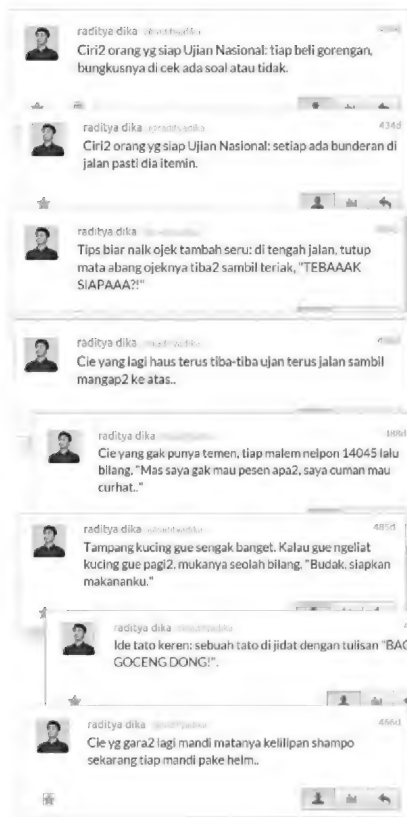 raditya dika
Ciri2 orang yg siap Ujian Nasional: tiap beli gorengan,
bungkusnya di cek ada soal atau tidak.
raditya dika
434d
Ciri2 orang yg siap Ujian Nasional: setiap ada bunderan di
jalan pasti dia itemin.
raditya dika
Tips biar naik ojek tambah seru: di tengah jalan, tutup
mata abang ojeknya tiba2 sambil teriak, "TEBAAAK
SIAPAAA?!"
raditya dika
Cie yang lagi haus terus tiba-tiba ujan terus jalan sambil
mangap2 ke atas..
raditya dika
Cie yang gak punya temen, tiap malem nelpon 14045 lalu
bilang, "Mas saya gak mau pesen apa2, saya cuman mau
curhat.."
raditya dika
485d
Tampang kucing gue sengak banget. Kalau gue ngeliat
kucing gue pagi2, mukanya seolah bilang, "Budak, siapkan
makananku."
raditya dika
Ide tato keren: sebuah tato di jidat dengan tulisan "BAG
GOCENG DONG!".
raditya dika
466d
Cie yg gara2 lagi mandi matanya kelilipan shampo
sekarang tiap mandi pake helm..